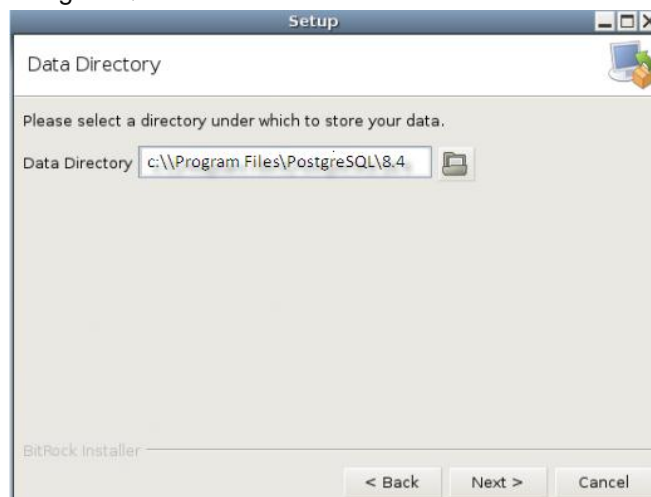 Setup
Data Directory
Please select a directory under which to store your data.
Data Directory c:\\Program Files\PostgreSQL\8.4
BitRock Installer
< Back Next > Cancel